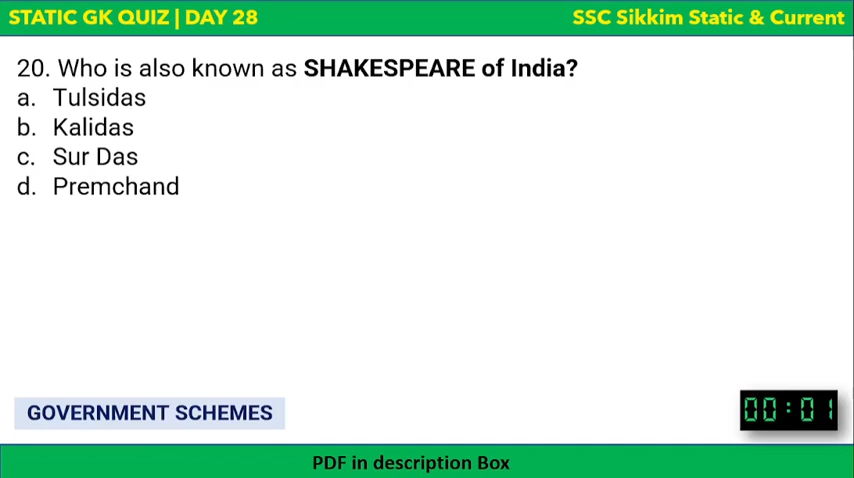 STATIC GK QUIZ | DAY 28
SSC Sikkim Static & Current
20. Who is also known as SHAKESPEARE of India?
a. Tulsidas
b. Kalidas
c. Sur Das
d. Premchand
GOVERNMENT SCHEMES
00:01
PDF in description Box